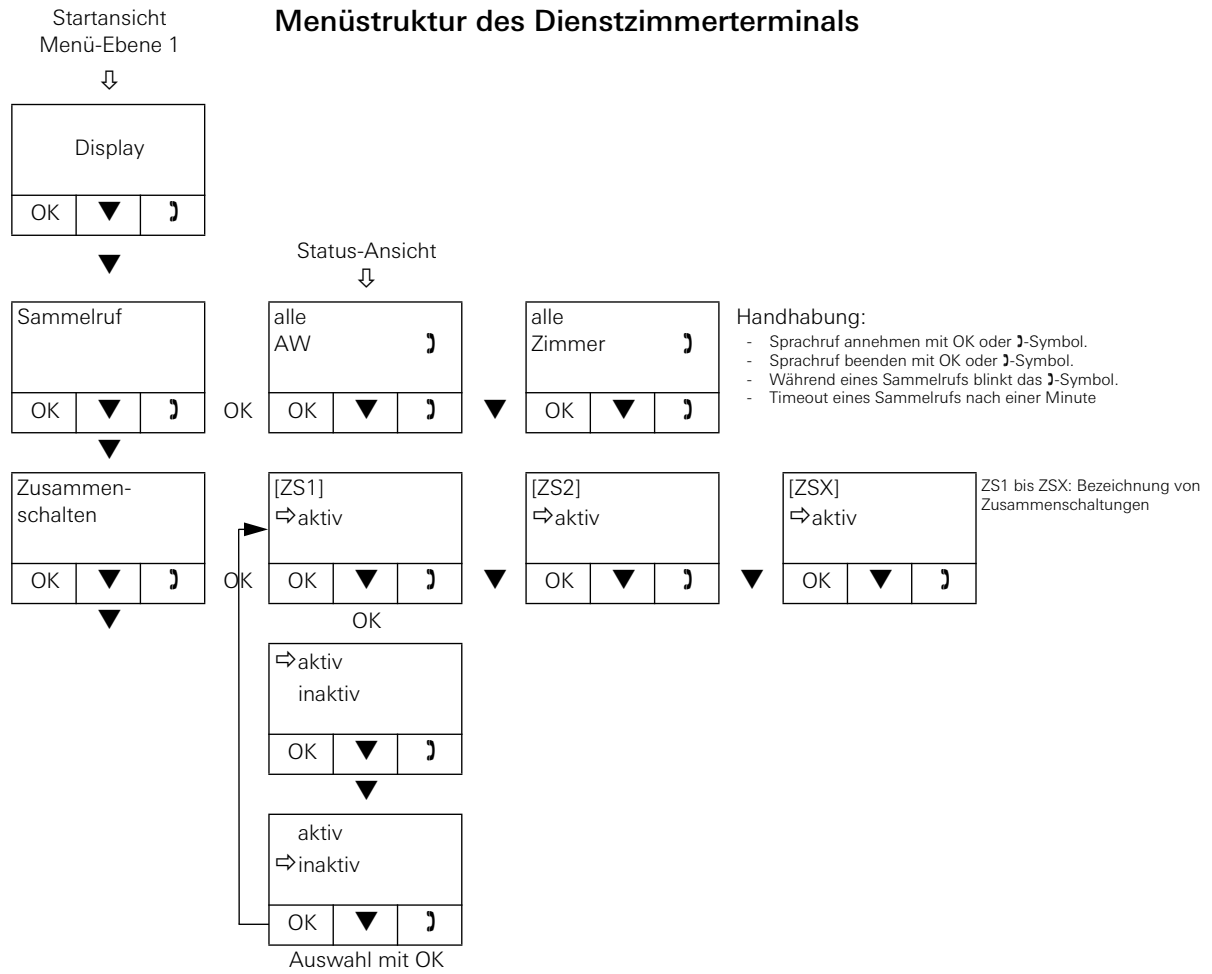 Startansicht
Menü-Ebene 1
⇩
Menüstruktur des Dienstzimmerterminals
Display
OK ▼
▼
Status-Ansicht
⇩
Sammelruf
OK ▼
OK
alle
AW
OK ▼
▼
alle
Zimmer
OK ▼
Handhabung:
- Sprachruf annehmen mit OK oder -Symbol.
- Sprachruf beenden mit OK oder -Symbol.
- Während eines Sammelrufs blinkt das -Symbol.
- Timeout eines Sammelrufs nach einer Minute
▼
Zusammen-
schalten
OK ▼
OK
[ZS1]
⇨aktiv
OK ▼
▼
[ZS2]
⇨aktiv
OK ▼
▼
[ZSX]
⇨aktiv
OK ▼
ZS1 bis ZSX: Bezeichnung von
Zusammenschaltungen
▼
OK
⇨aktiv
inaktiv
OK ▼
▼
aktiv
⇨inaktiv
OK ▼
Auswahl mit OK